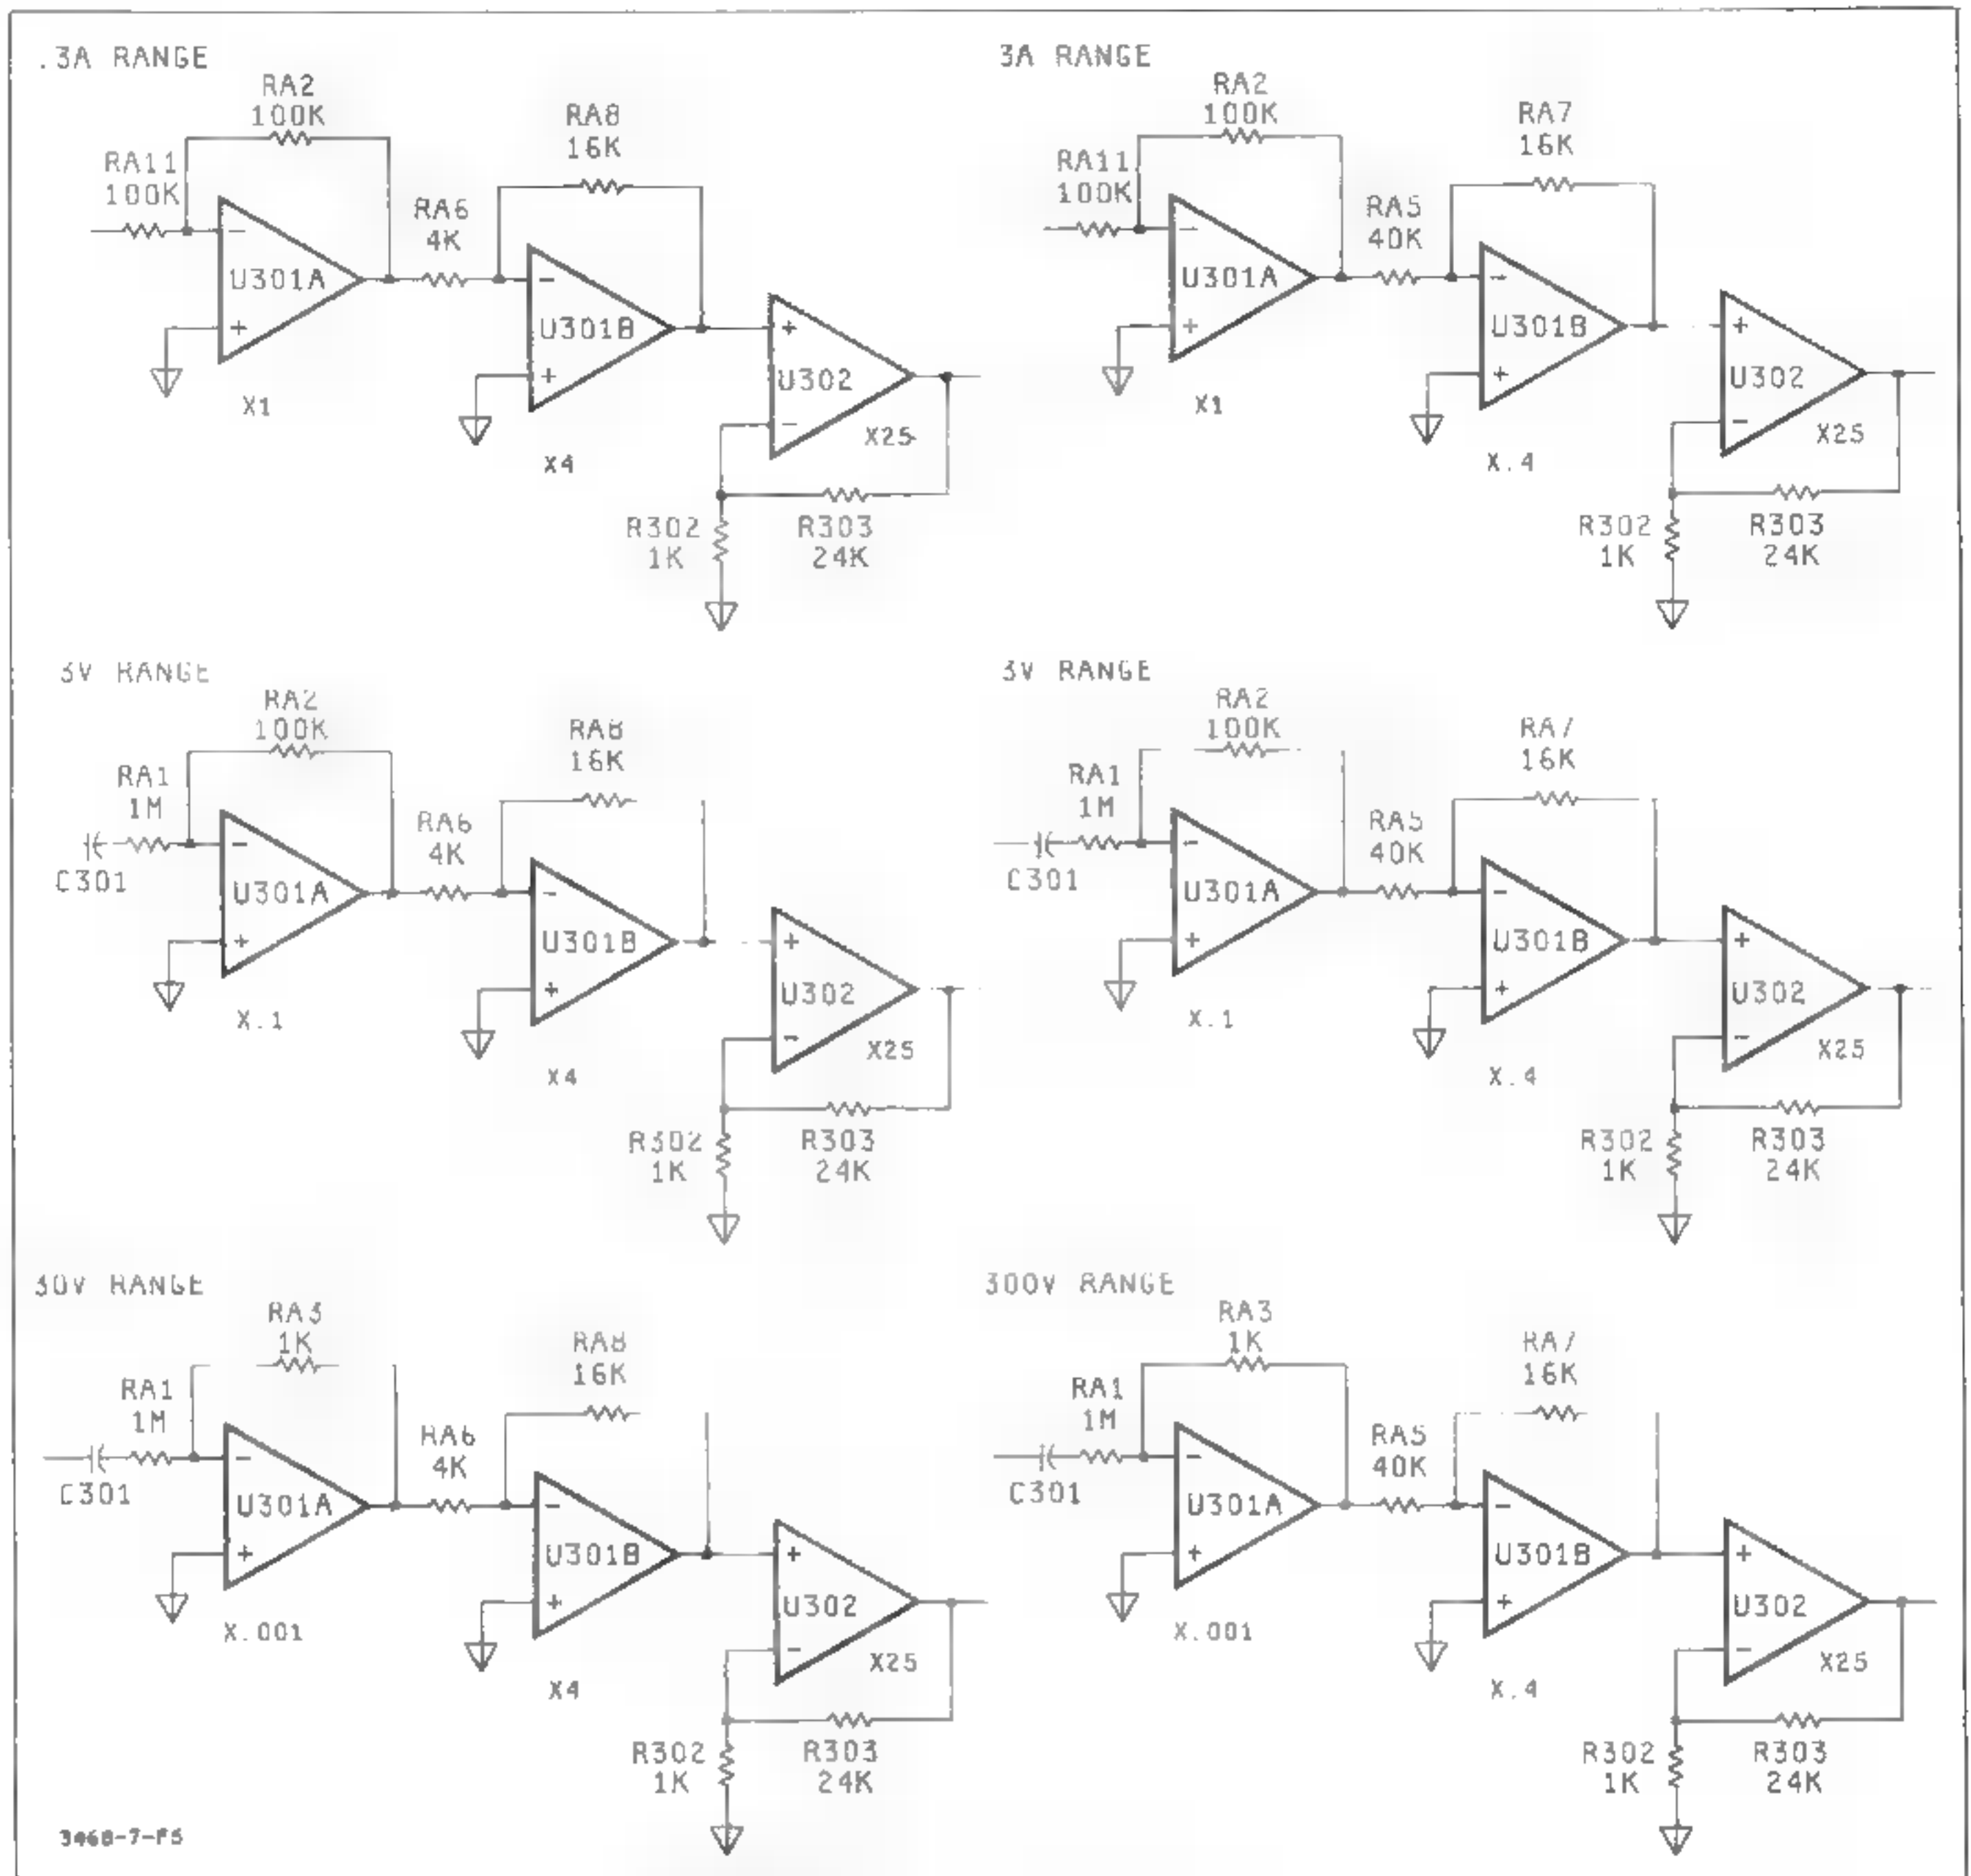 .3A RANGE
RA2
100K
RA8
16K
RA11
100K
RA6
4K
-
U301A
+
-
U301B
+
+
U302
-
X1
X4
X25
R302
1K
R303
24K
3A RANGE
RA2
100K
RA7
16K
RA11
100K
RA5
40K
-
U301A
+
-
U301B
+
+
U302
-
X1
X.4
X25
R302
1K
R303
24K
3V RANGE
RA2
100K
RA8
16K
RA1
1M
RA6
4K
C301
-
U301A
+
-
U301B
+
+
U302
-
X.1
X4
X25
R302
1K
R303
24K
3V RANGE
RA2
100K
RA7
16K
RA1
1M
RA5
40K
C301
-
U301A
+
-
U301B
+
+
U302
-
X.1
X.4
X25
R302
1K
R303
24K
30V RANGE
RA3
1K
RA8
16K
RA1
1M
RA6
4K
C301
-
U301A
+
-
U301B
+
+
U302
-
X.001
X4
X25
R302
1K
R303
24K
300V RANGE
RA3
1K
RA7
16K
RA1
1M
RA5
40K
C301
-
U301A
+
-
U301B
+
+
U302
-
X.001
X.4
X25
R302
1K
R303
24K
3468-7-F5